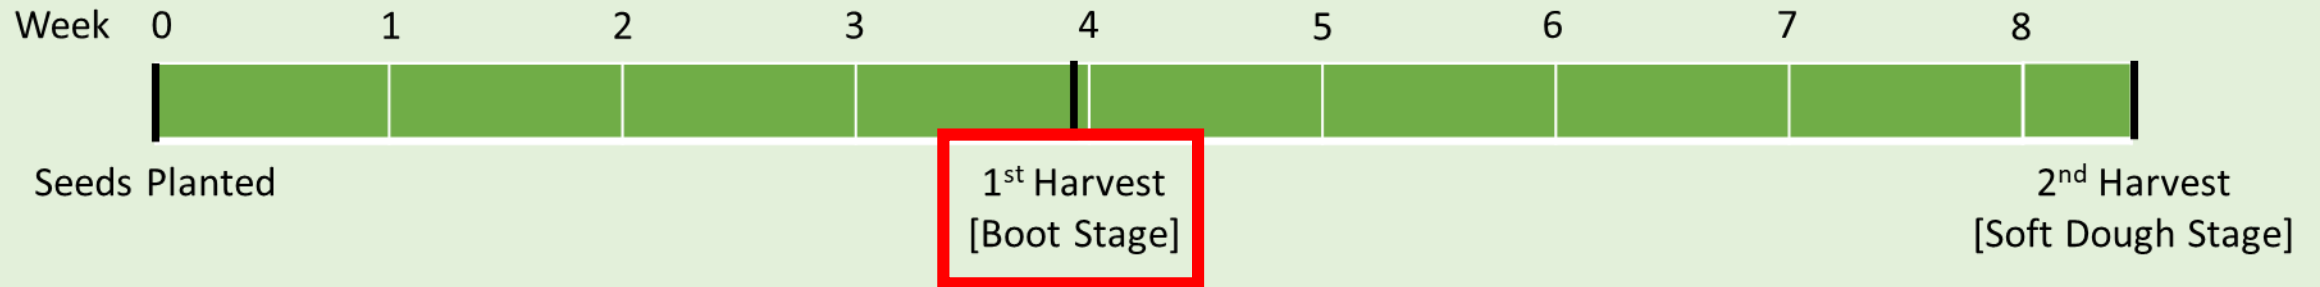 Week 0 1 2 3 4 5 6 7 8
Seeds Planted
1st Harvest
[Boot Stage]
2nd Harvest
[Soft Dough Stage]